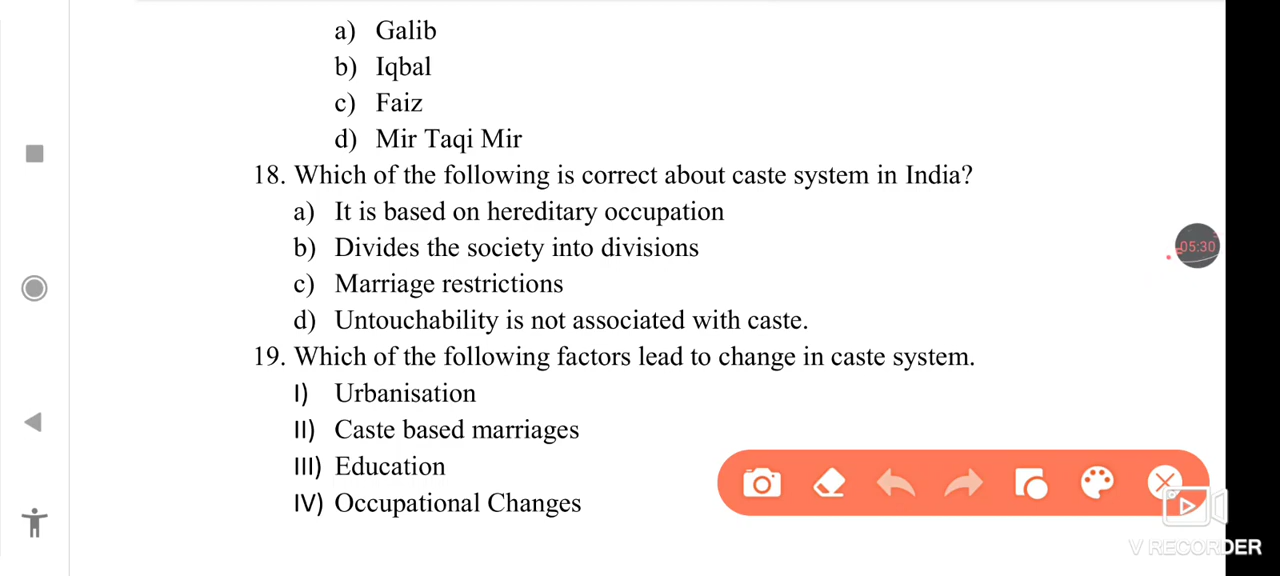 a) Galib
b) Iqbal
c) Faiz
d) Mir Taqi Mir
18. Which of the following is correct about caste system in India?
a) It is based on hereditary occupation
b) Divides the society into divisions
c) Marriage restrictions
d) Untouchability is not associated with caste.
19. Which of the following factors lead to change in caste system.
I) Urbanisation
II) Caste based marriages
III) Education
IV) Occupational Changes
05:30
V RECORDER